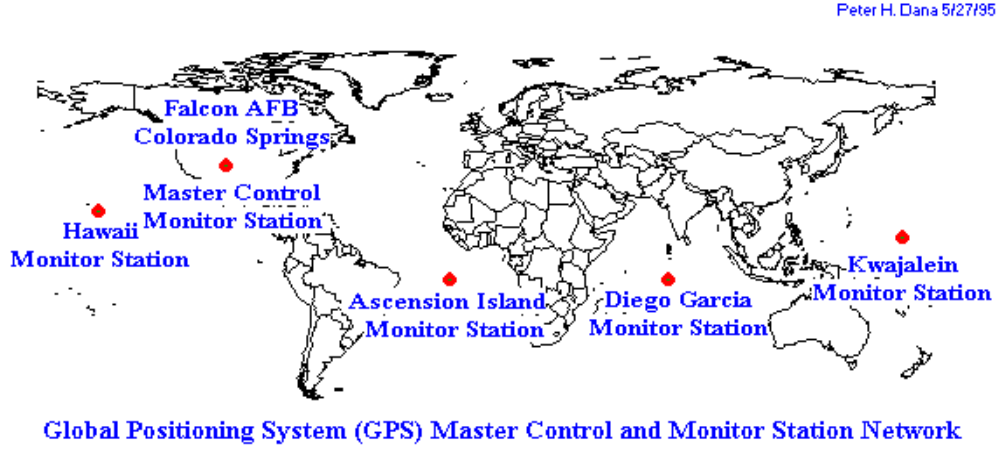 Peter H. Dana 5/27/95
Falcon AFB
Colorado Springs
Master Control
Monitor Station
Hawaii
Monitor Station
Ascension Island
Monitor Station
Diego Garcia
Monitor Station
Kwajalein
Monitor Station
Global Positioning System (GPS) Master Control and Monitor Station Network